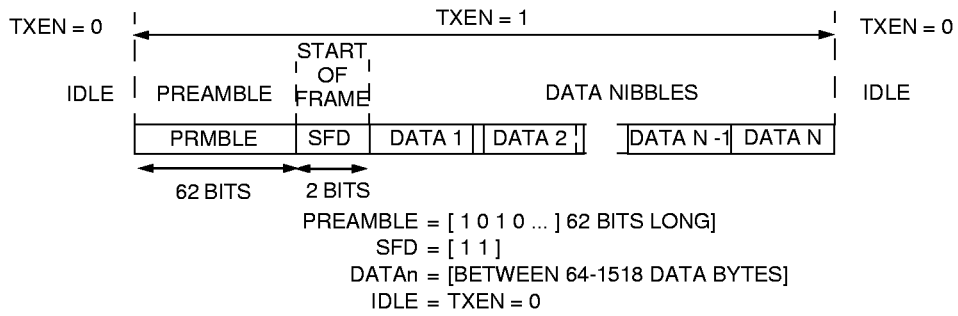 TXEN = 0 TXEN = 1 TXEN = 0
START
OF
FRAME
IDLE PREAMBLE DATA NIBBLES IDLE
PRMBLE SFD DATA 1 DATA 2 DATA N -1 DATA N
62 BITS 2 BITS
PREAMBLE = [ 1 0 1 0 ... ] 62 BITS LONG]
SFD = [ 1 1 ]
DATAn = [BETWEEN 64-1518 DATA BYTES]
IDLE = TXEN = 0